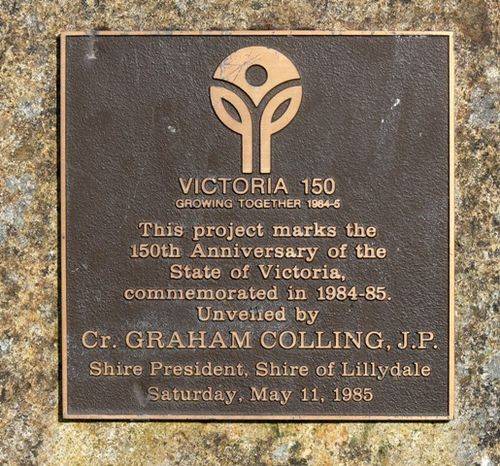 VICTORIA 150
GROWING TOGETHER 1984-5
This project marks the
150th Anniversary of the
State of Victoria,
commemorated in 1984-85.
Unveiled by
Cr. GRAHAM COLLING, J.P.
Shire President, Shire of Lillydale
Saturday, May 11, 1985